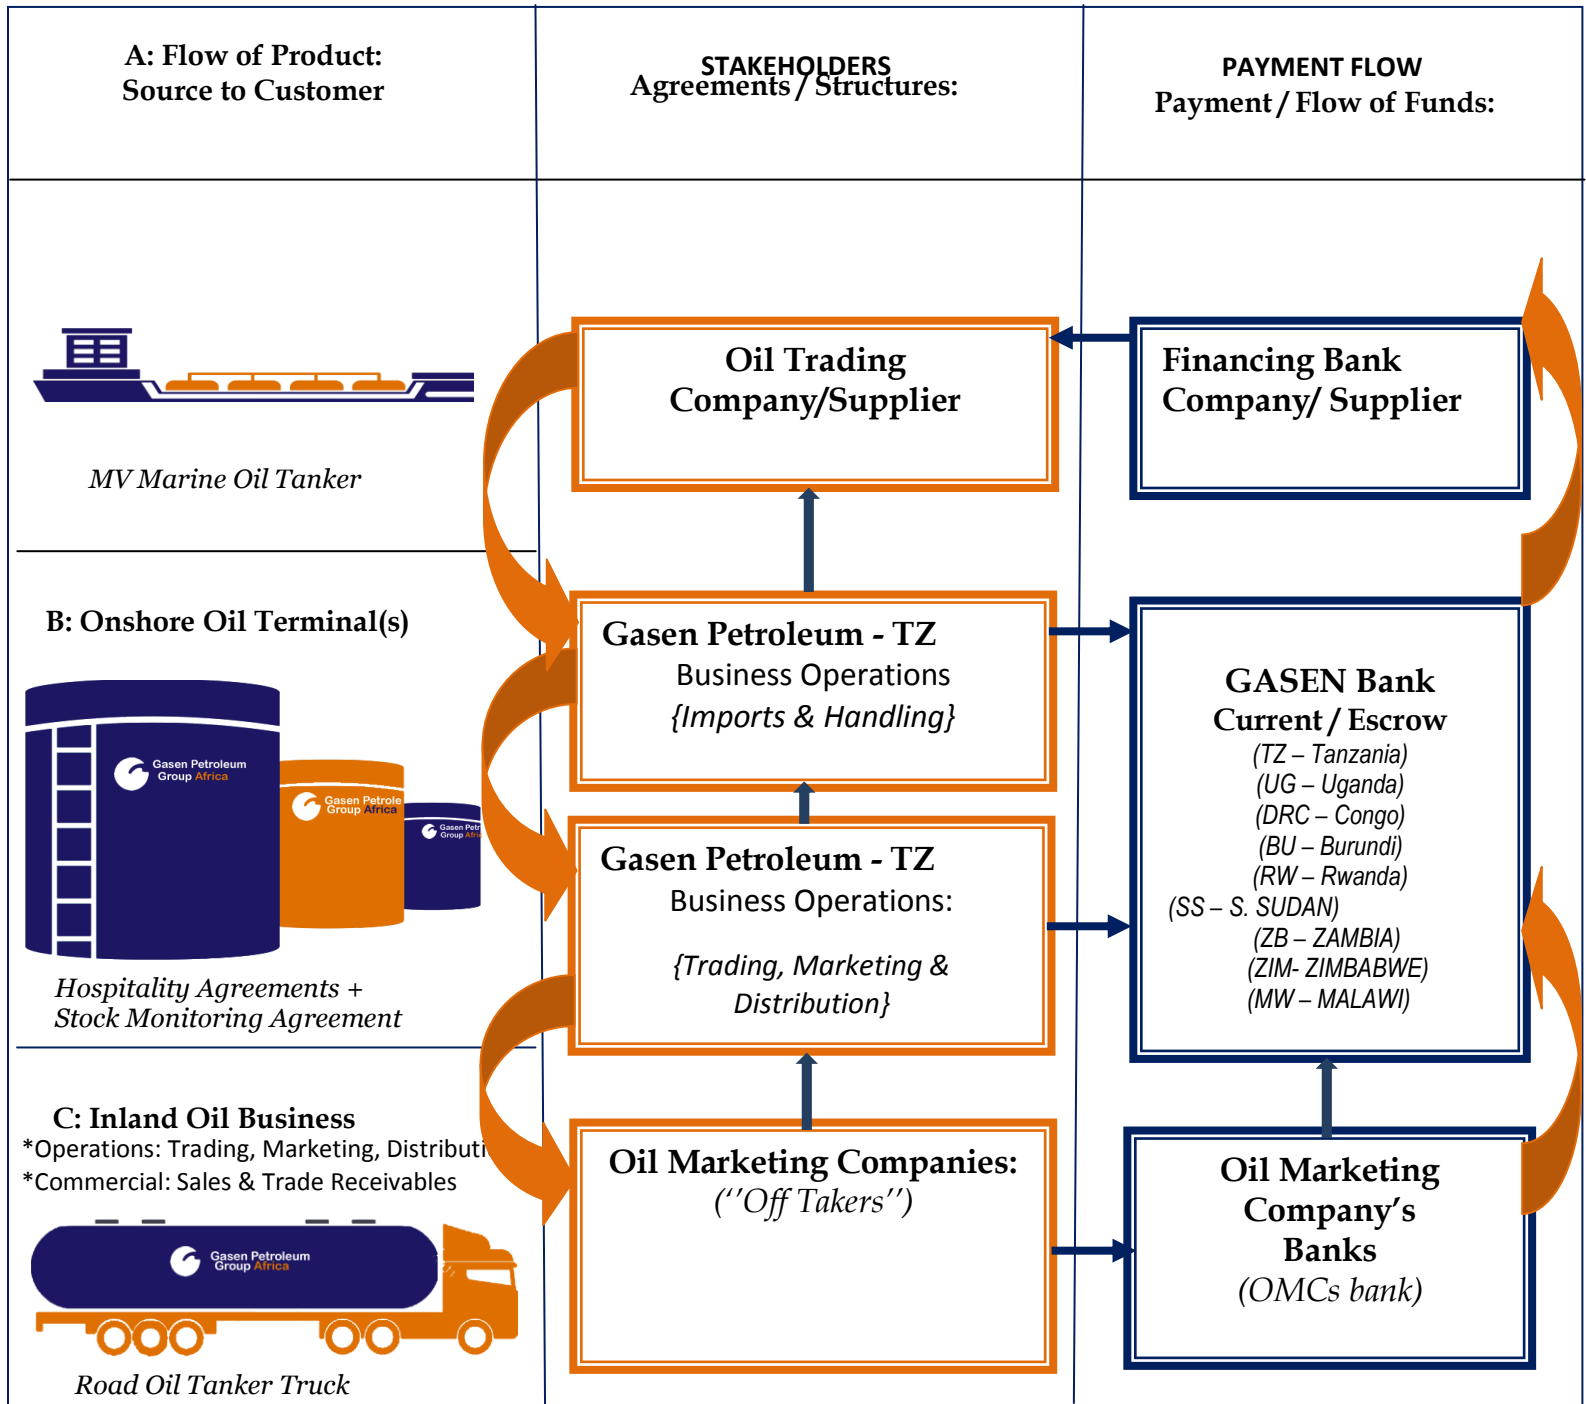 A: Flow of Product:
Source to Customer
STAKEHOLDERS
Agreements / Structures:
PAYMENT FLOW
Payment / Flow of Funds:
MV Marine Oil Tanker
Oil Trading
Company/Supplier
Financing Bank
Company/ Supplier
B: Onshore Oil Terminal(s)
Gasen Petroleum
Group Africa
Gasen Petrole
Group Africa
Gasen Petr
Group Afri
Hospitality Agreements +
Stock Monitoring Agreement
Gasen Petroleum - TZ
Business Operations
{Imports & Handling}
Gasen Petroleum - TZ
Business Operations:
{Trading, Marketing &
Distribution}
GASEN Bank
Current / Escrow
(TZ – Tanzania)
(UG – Uganda)
(DRC – Congo)
(BU – Burundi)
(RW – Rwanda)
(SS – S. SUDAN)
(ZB – ZAMBIA)
(ZIM- ZIMBABWE)
(MW – MALAWI)
C: Inland Oil Business
*Operations: Trading, Marketing, Distributi
*Commercial: Sales & Trade Receivables
Gasen Petroleum
Group Africa
Road Oil Tanker Truck
Oil Marketing Companies:
(‘’Off Takers’’)
Oil Marketing
Company’s
Banks
(OMCs bank)